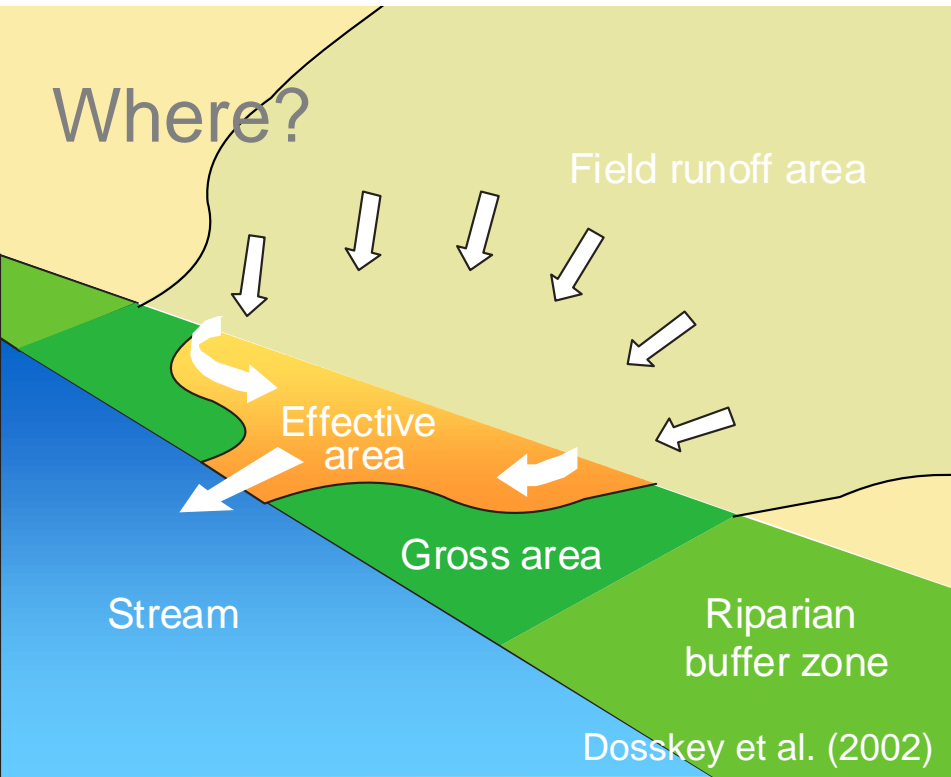 Where?
Field runoff area
Effective
area
Gross area
Stream
Riparian
buffer zone
Dosskey et al. (2002)